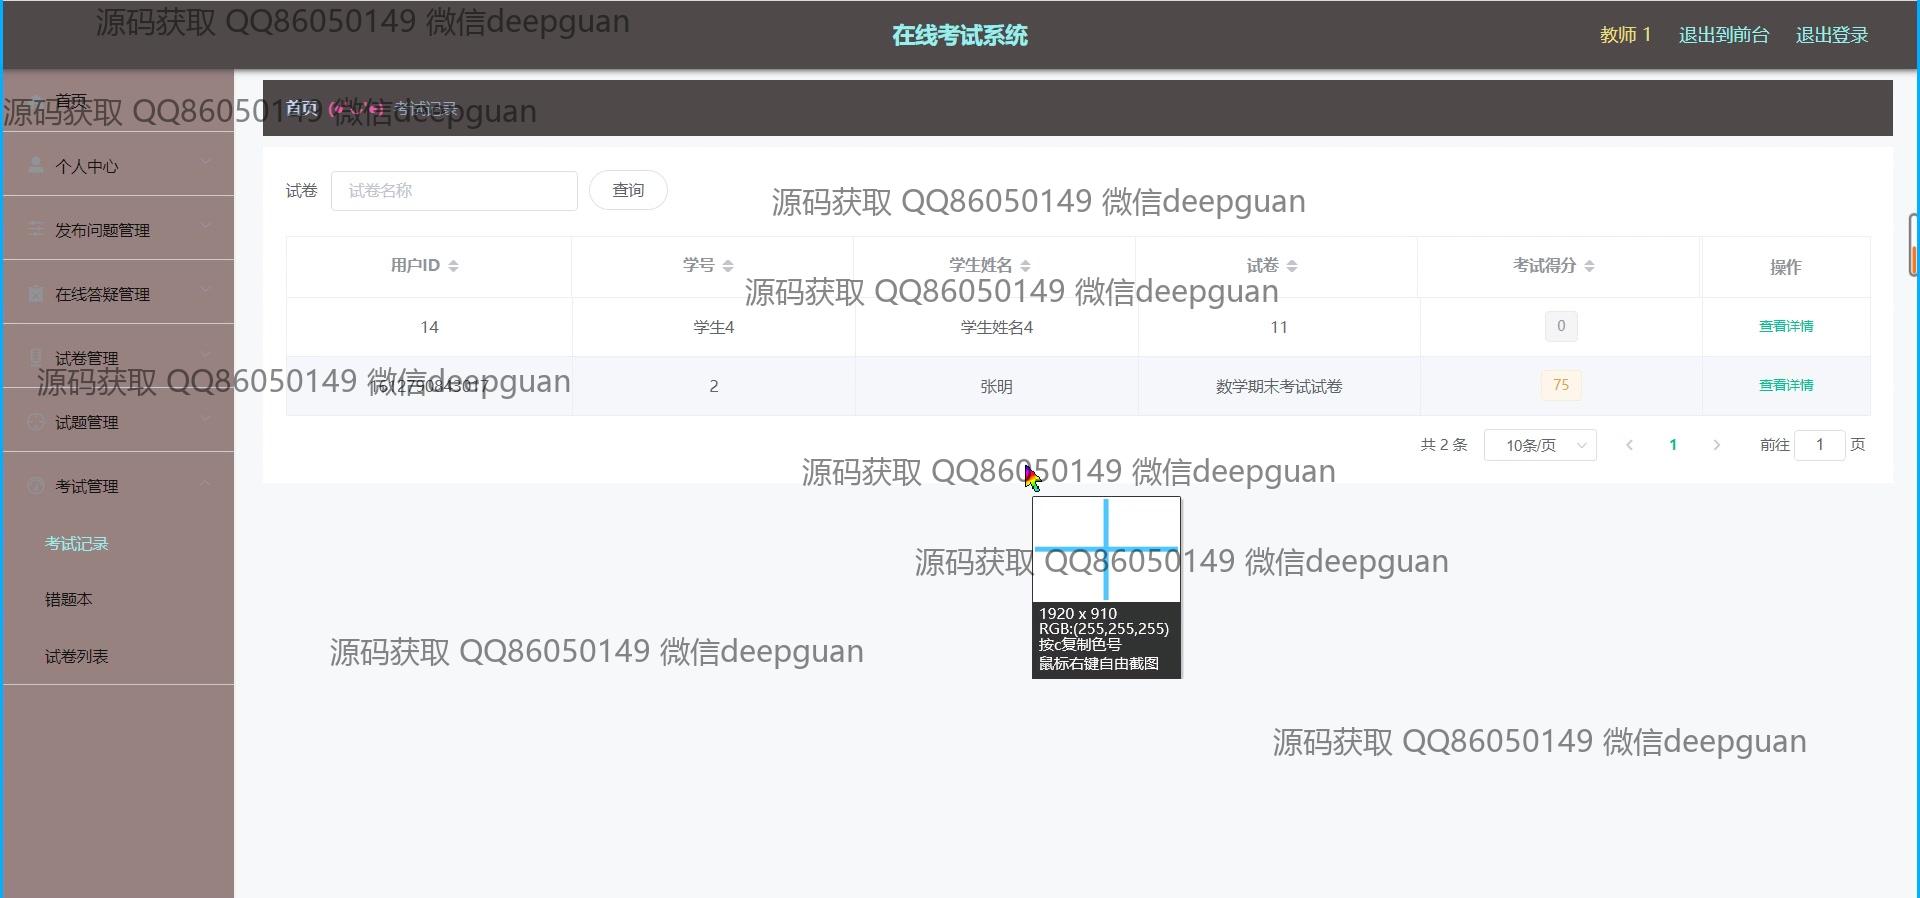 源码获取 QQ86050149 微信deepguan
在线考试系统
教师 1
退出到前台
退出登录
首页
源码获取 QQ86050149 微信deepguan
首页
考试记录
个人中心
试卷
试卷名称
查询
源码获取 QQ86050149 微信deepguan
发布问题管理
用户ID 学号 学生姓名 试卷 考试得分 操作
源码获取 QQ86050149 微信deepguan
在线答疑管理
14 学生4 学生姓名4 11 0 查看详情
试卷管理
源码获取 QQ86050149 微信deepguan
2 张明 数学期末考试试卷 75 查看详情
试题管理
共 2 条 10条/页 1 前往 1 页
源码获取 QQ86050149 微信deepguan
考试管理
考试记录
源码获取 QQ86050149 微信deepguan
错题本
1920 x 910
RGB:(255,255,255)
按c复制色号
鼠标右键自由截图
源码获取 QQ86050149 微信deepguan
试卷列表
源码获取 QQ86050149 微信deepguan